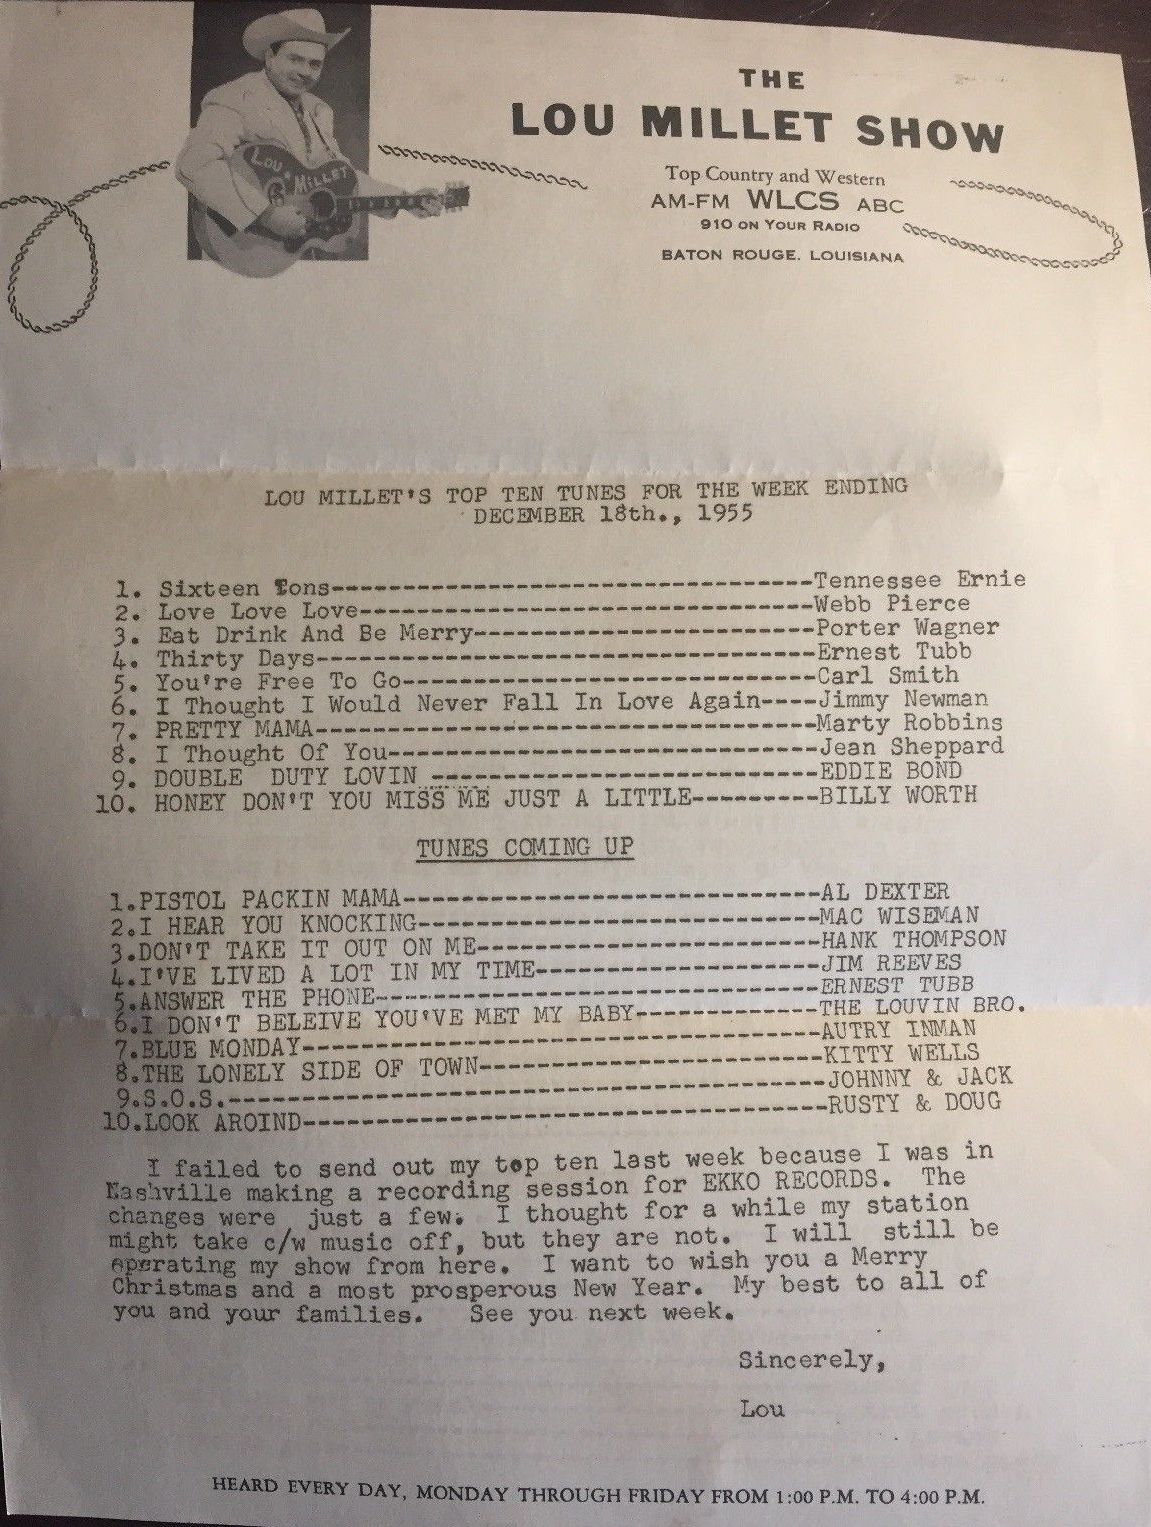 THE
LOU MILLET SHOW
Top Country and Western
AM-FM WLCS ABC
910 ON YOUR RADIO
BATON ROUGE. LOUISIANA
LOU MILLET
LOU MILLET'S TOP TEN TUNES FOR THE WEEK ENDING
DECEMBER 18th., 1955
1. Sixteen Tons---------------------------------Tennessee Ernie
2. Love Love Love-------------------------------Webb Pierce
3. Eat Drink And Be Merry-----------------------Porter Wagner
4. Thirty Days----------------------------------Ernest Tubb
5. You're Free To Go----------------------------Carl Smith
6. I Thought I Would Never Fall In Love Again----Jimmy Newman
7. PRETTY MAMA----------------------------------Marty Robbins
8. I Thought Of You-----------------------------Jean Sheppard
9. DOUBLE DUTY LOVIN ---------------------------EDDIE BOND
10. HONEY DON'T YOU MISS ME JUST A LITTLE---------BILLY WORTH
TUNES COMING UP
1.PISTOL PACKIN MAMA-----------------------------AL DEXTER
2.I HEAR YOU KNOCKING----------------------------MAC WISEMAN
3.DON'T TAKE IT OUT ON ME------------------------HANK THOMPSON
4.I'VE LIVED A LOT IN MY TIME--------------------JIM REEVES
5.ANSWER THE PHONE-------------------------------ERNEST TUBB
6.I DON'T BELEIVE YOU'VE MET MY BABY-------------THE LOUVIN BRO.
7.BLUE MONDAY------------------------------------AUTRY INMAN
8.THE LONELY SIDE OF TOWN------------------------KITTY WELLS
9.S.O.S.-----------------------------------------JOHNNY & JACK
10.LOOK AROIND------------------------------------RUSTY & DOUG
I failed to send out my top ten last week because I was in
Nashville making a recording session for EKKO RECORDS. The
changes were just a few. I thought for a while my station
might take c/w music off, but they are not. I will still be
operating my show from here. I want to wish you a Merry
Christmas and a most prosperous New Year. My best to all of
you and your families. See you next week.
Sincerely,
Lou
HEARD EVERY DAY, MONDAY THROUGH FRIDAY FROM 1:00 P.M. TO 4:00 P.M.